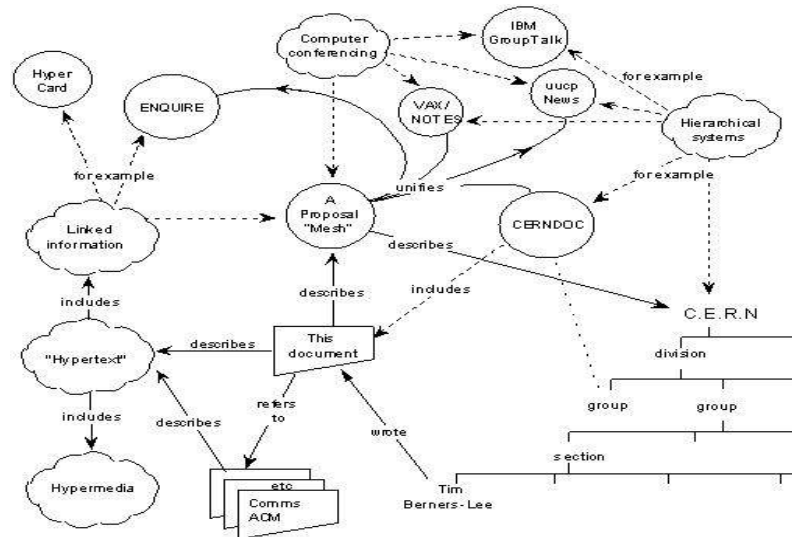 IBM
GroupTalk
Computer
conferencing
Hyper
Card
for example
uucp
News
ENQUIRE
VAX/
NOTES
Hierarchical
systems
for example
unifies
for example
A
Proposal
"Mesh"
Linked
information
CERNDOC
describes
includes
describes
includes
C.E.R.N
This
document
describes
"Hypertext"
division
refers
to
group
group
includes
describes
wrote
section
etc
Hypermedia
Tim
Berners-Lee
Comms
ACM